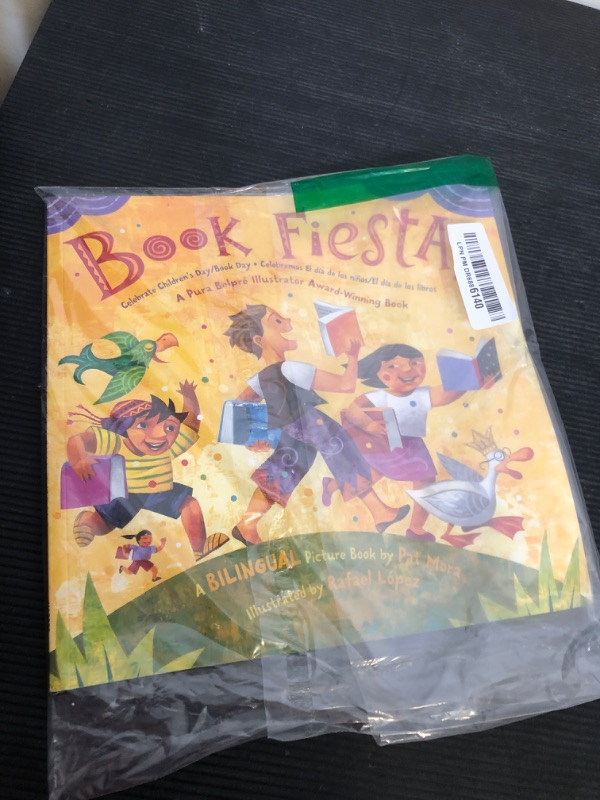 Book Fiesta
Celebrate Children's Day/Book Day • Celebremos El día de los niños/El día de los libros
A Pura Belpré Illustrator Award-Winning Book
A BILINGUAL Picture Book by Pat Mora
Illustrated by Rafael López